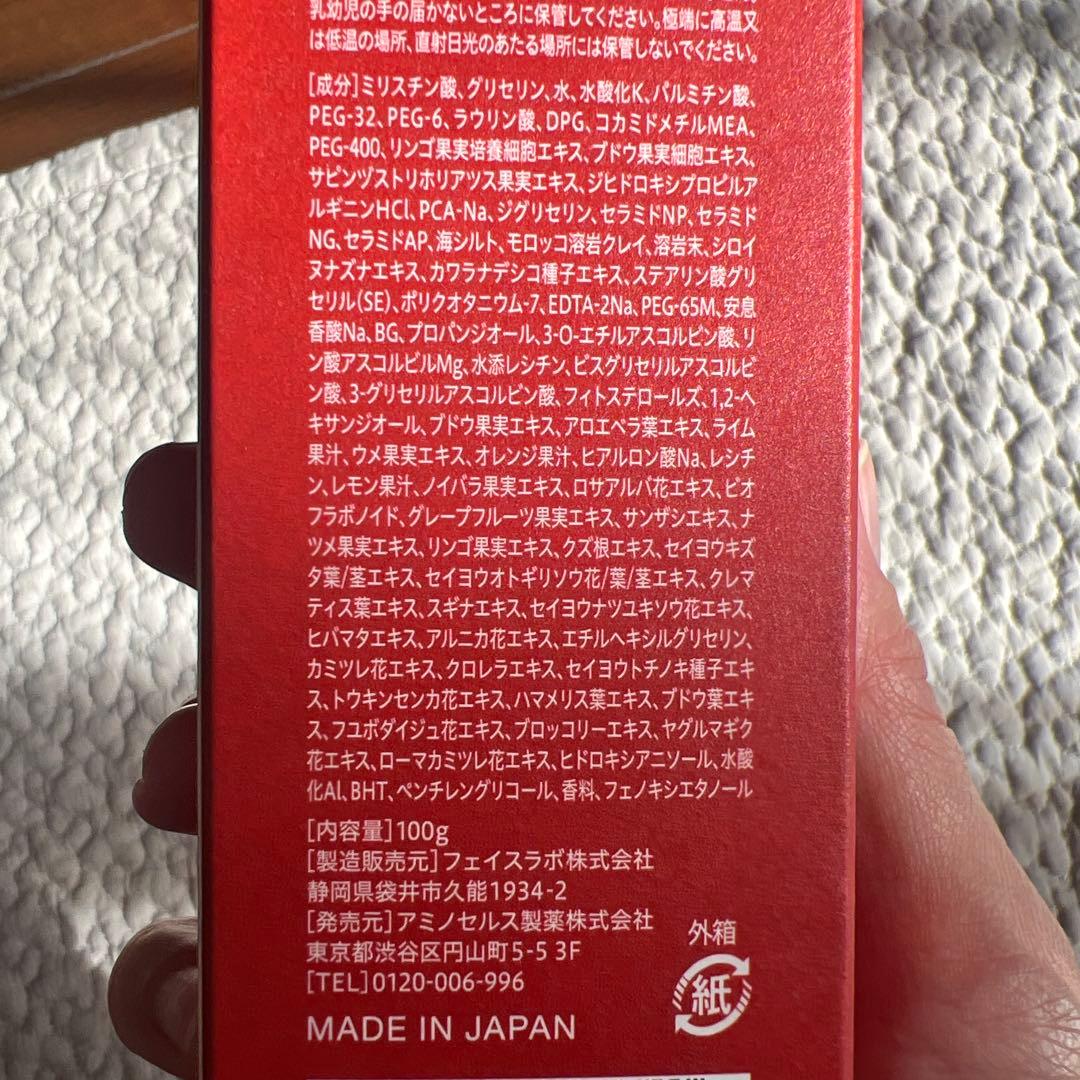 乳幼児の手の届かないところに保管してください。極端に高温又
は低温の場所、直射日光のあたる場所には保管しないでください。
[成分]ミリスチン酸、グリセリン、水、水酸化K、パルミチン酸、
PEG-32、PEG-6、ラウリン酸、DPG、コカミドメチルMEA、
PEG-400、リンゴ果実培養細胞エキス、ブドウ果実細胞エキス、
サピンヅストリホリアツス果実エキス、ジヒドロキシプロピルア
ルギニンHCl、PCA-Na、ジグリセリン、セラミドNP、セラミド
NG、セラミドAP、海シルト、モロッコ溶岩クレイ、溶岩末、シロイ
ヌナズナエキス、カワラナデシコ種子エキス、ステアリン酸グリ
セリル(SE)、ポリクオタニウム-7、EDTA-2Na、PEG-65M、安息
香酸Na、BG、プロパンジオール、3-O-エチルアスコルビン酸、リ
ン酸アスコルビルMg、水添レシチン、ビスグリセリルアスコルビ
ン酸、3-グリセリルアスコルビン酸、フィトステロールズ、1,2-ヘ
キサンジオール、ブドウ果実エキス、アロエベラ葉エキス、ライム
果汁、ウメ果実エキス、オレンジ果汁、ヒアルロン酸Na、レシチ
ン、レモン果汁、ノイバラ果実エキス、ロサアルバ花エキス、ビオ
フラボノイド、グレープフルーツ果実エキス、サンザシエキス、ナ
ツメ果実エキス、リンゴ果実エキス、クズ根エキス、セイヨウキズ
タ葉/茎エキス、セイヨウオトギリソウ花/葉/茎エキス、クレマ
ティス葉エキス、スギナエキス、セイヨウナツユキソウ花エキス、
ヒバマタエキス、アルニカ花エキス、エチルヘキシルグリセリン、
カミツレ花エキス、クロレラエキス、セイヨウトチノキ種子エキ
ス、トウキンセンカ花エキス、ハマメリス葉エキス、ブドウ葉エキ
ス、フユボダイジュ花エキス、ブロッコリーエキス、ヤグルマギク
花エキス、ローマカミツレ花エキス、ヒドロキシアニソール、水酸
化Al、BHT、ペンチレングリコール、香料、フェノキシエタノール
[内容量]100g
[製造販売元]フェイスラボ株式会社
静岡県袋井市久能1934-2
[発売元]アミノセルス製薬株式会社
東京都渋谷区円山町5-5 3F
[TEL]0120-006-996
外箱
紙
MADE IN JAPAN